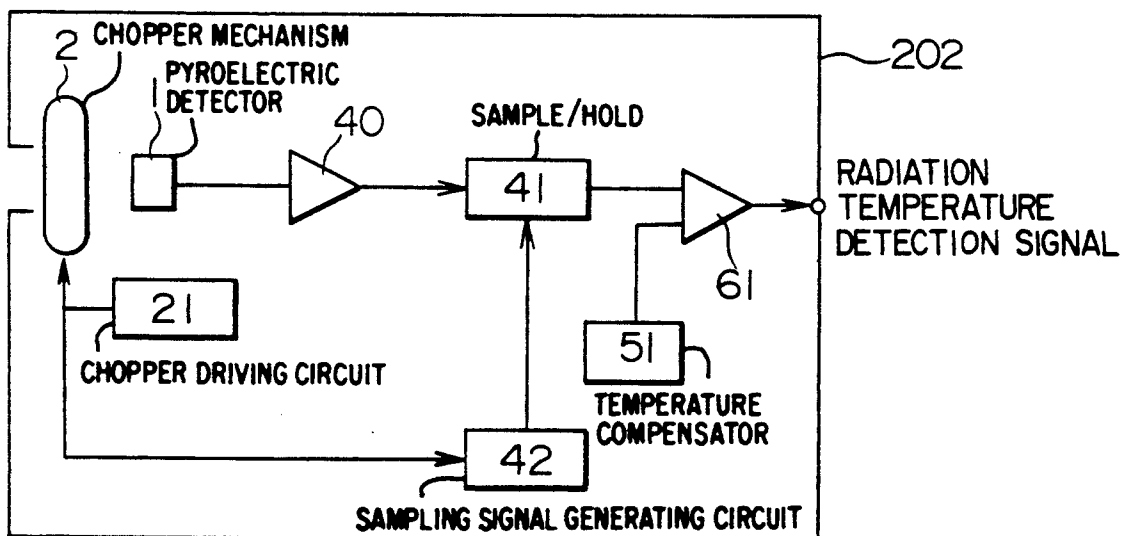 2
CHOPPER MECHANISM
1
PYROELECTRIC
DETECTOR
40
SAMPLE/HOLD
41
202
RADIATION
TEMPERATURE
DETECTION SIGNAL
61
21
CHOPPER DRIVING CIRCUIT
51
TEMPERATURE
COMPENSATOR
42
SAMPLING SIGNAL GENERATING CIRCUIT